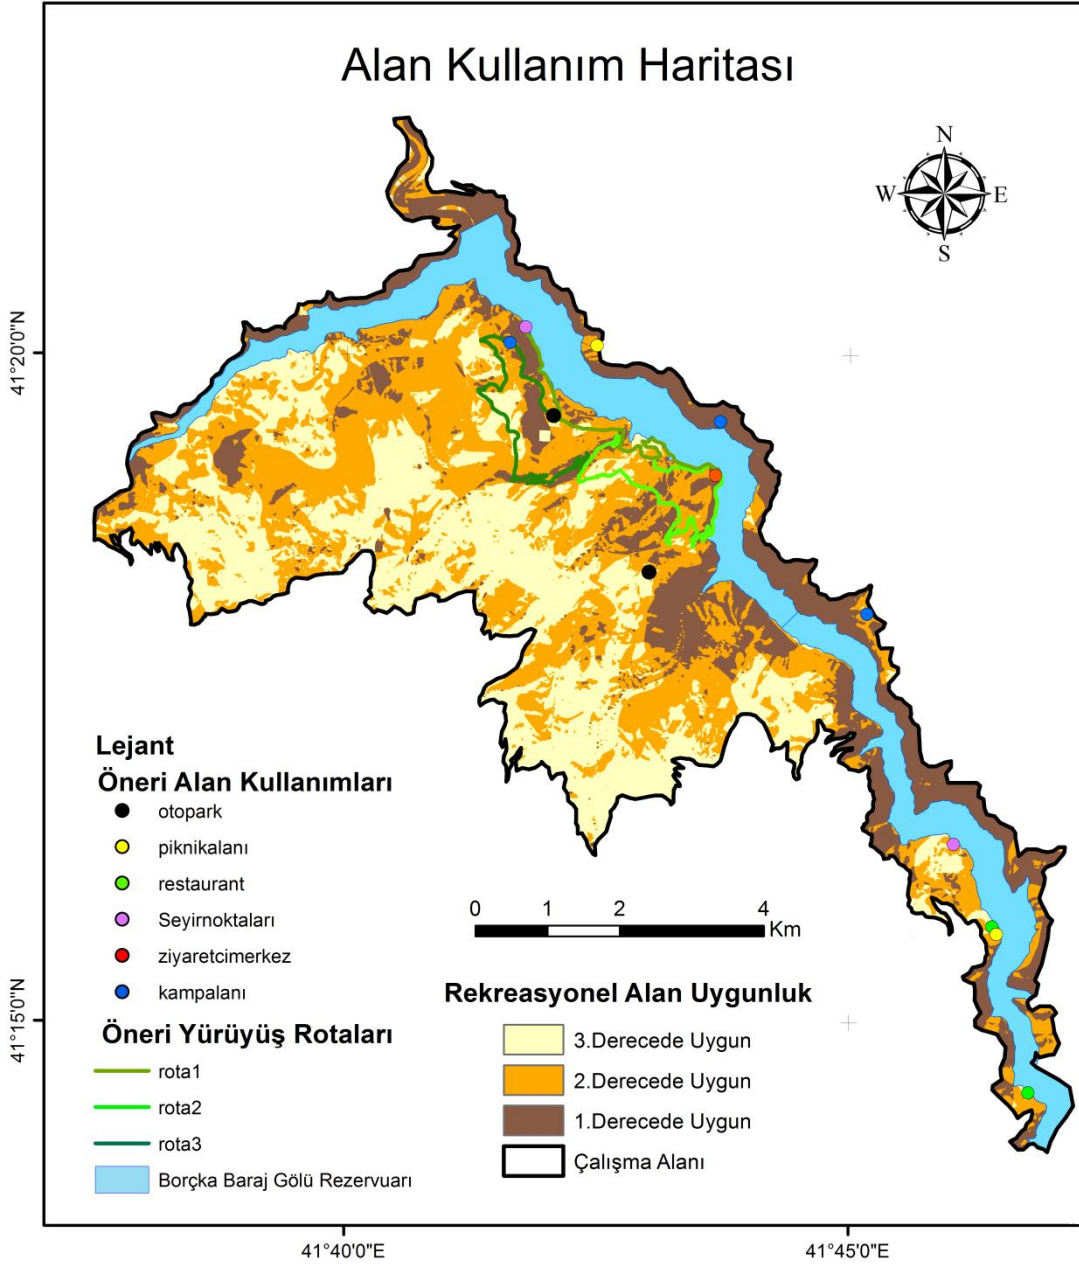 Alan Kullanım Haritası
N
W E
S
41°20'0"N
41°15'0"N
Lejant
Öneri Alan Kullanımları
otopark
piknikalanı
restaurant
Seyirnoktaları
ziyaretcimerkez
kampalanı
Öneri Yürüyüş Rotaları
rota1
rota2
rota3
Borçka Baraj Gölü Rezervuarı
0 1 2 4
Km
Rekreasyonel Alan Uygunluk
3.Derecede Uygun
2.Derecede Uygun
1.Derecede Uygun
Çalışma Alanı
41°40'0"E
41°45'0"E